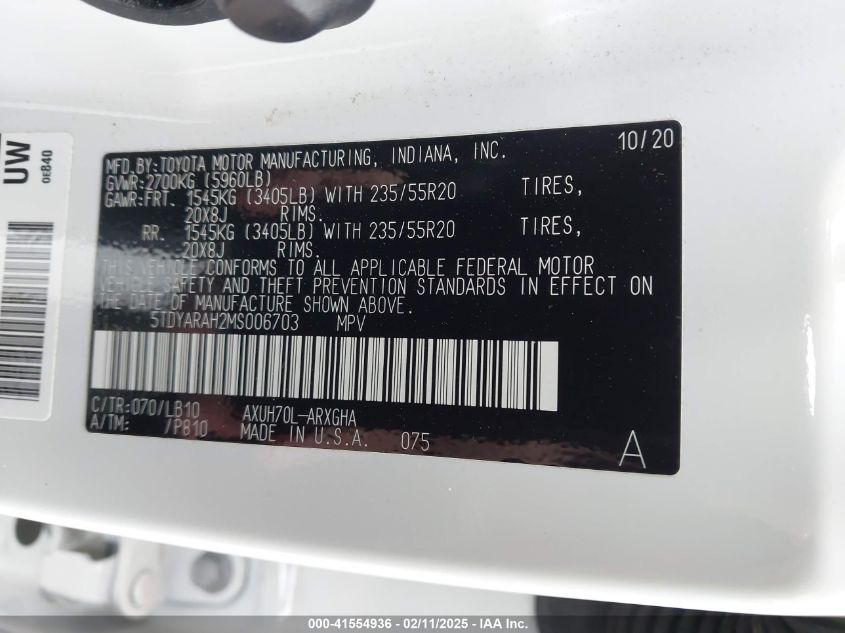 UW
0E840
10/20
MFD.BY:TOYOTA MOTOR MANUFACTURING, INDIANA, INC.
GVWR:2700KG (5960LB)
GAWR:FRT. 1545KG (3405LB) WITH 235/55R20 TIRES,
20X8J RIMS.
RR. 1545KG (3405LB) WITH 235/55R20 TIRES,
20X8J RIMS.
THIS VEHICLE CONFORMS TO ALL APPLICABLE FEDERAL MOTOR
VEHICLE SAFETY AND THEFT PREVENTION STANDARDS IN EFFECT ON
THE DATE OF MANUFACTURE SHOWN ABOVE.
5TDYARAH2MS006703 MPV
C/TR:070/LB10 AXUH70L-ARXGHA
A/TM: /P810 MADE IN U.S.A. 075
A
000-41554936 - 02/11/2025 - IAA Inc.